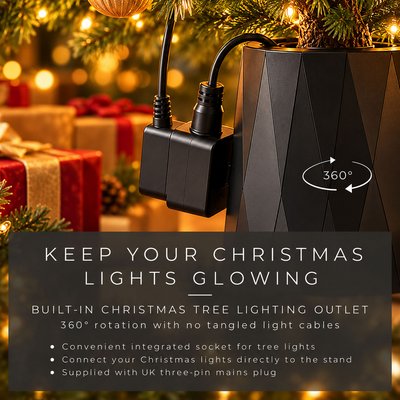 360°
KEEP YOUR CHRISTMAS
LIGHTS GLOWING
BUILT-IN CHRISTMAS TREE LIGHTING OUTLET
360° rotation with no tangled light cables
• Convenient integrated socket for tree lights
• Connect your Christmas lights directly to the stand
• Supplied with UK three-pin mains plug